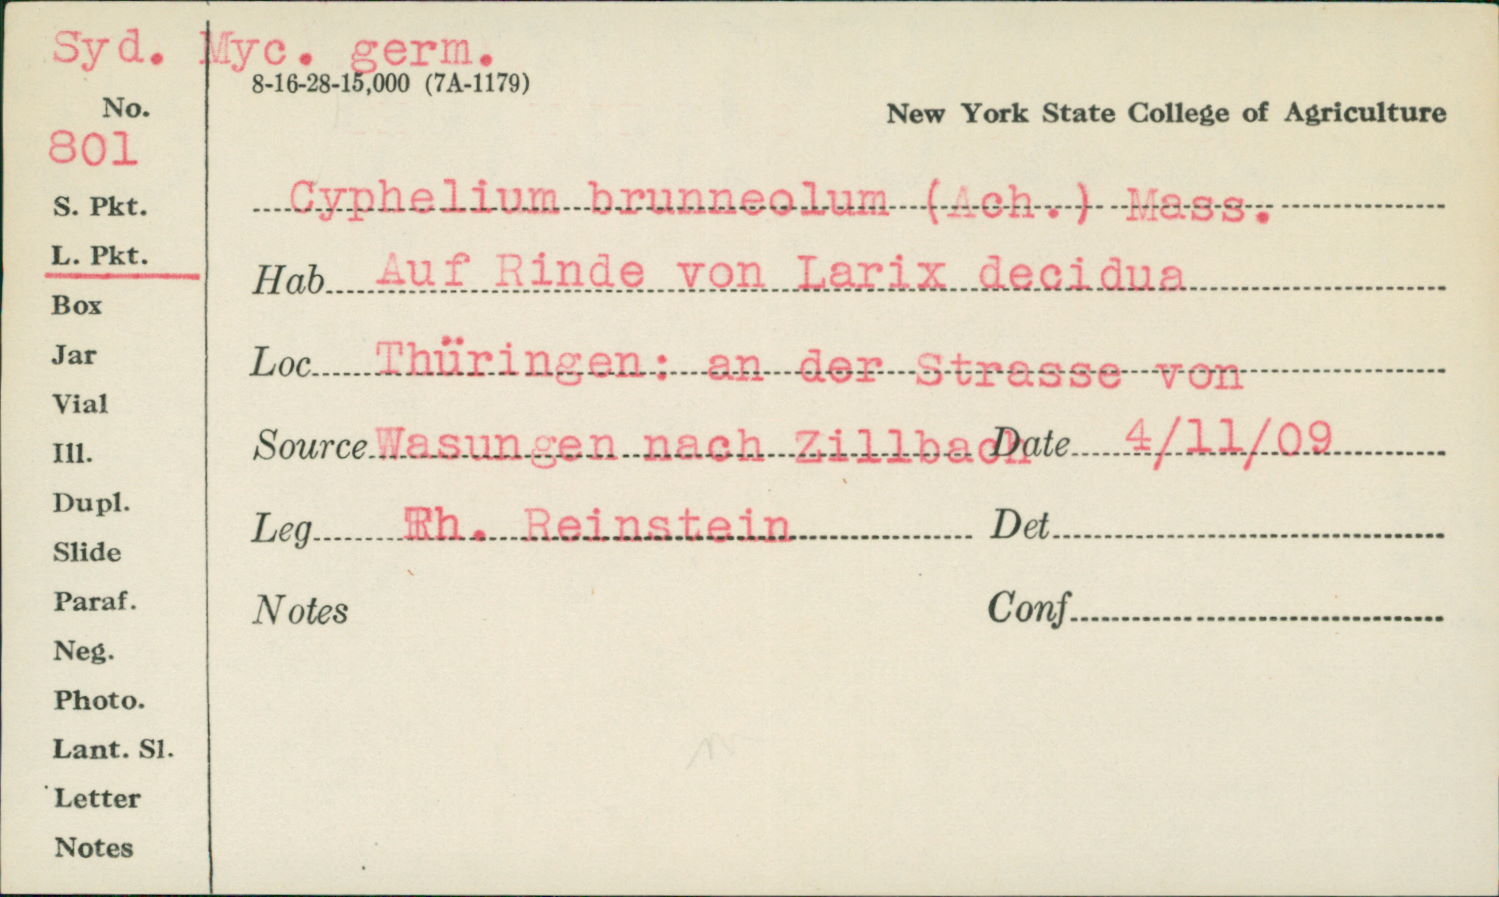 Syd. Myc. germ.
8-16-28-15,000 (7A-1179)
No.
801
New York State College of Agriculture
S. Pkt.
L. Pkt.
Box
Jar
Vial
Ill.
Dupl.
Slide
Paraf.
Neg.
Photo.
Lant. Sl.
Letter
Notes
Cyphelium brunneolum (Ach.) Mass.
Hab Auf Rinde von Larix decidua
Loc Thüringen: an der Strasse von
Source Wasungen nach Zillbach Date 4/11/09
Leg Th. Reinstein Det
Notes Conf